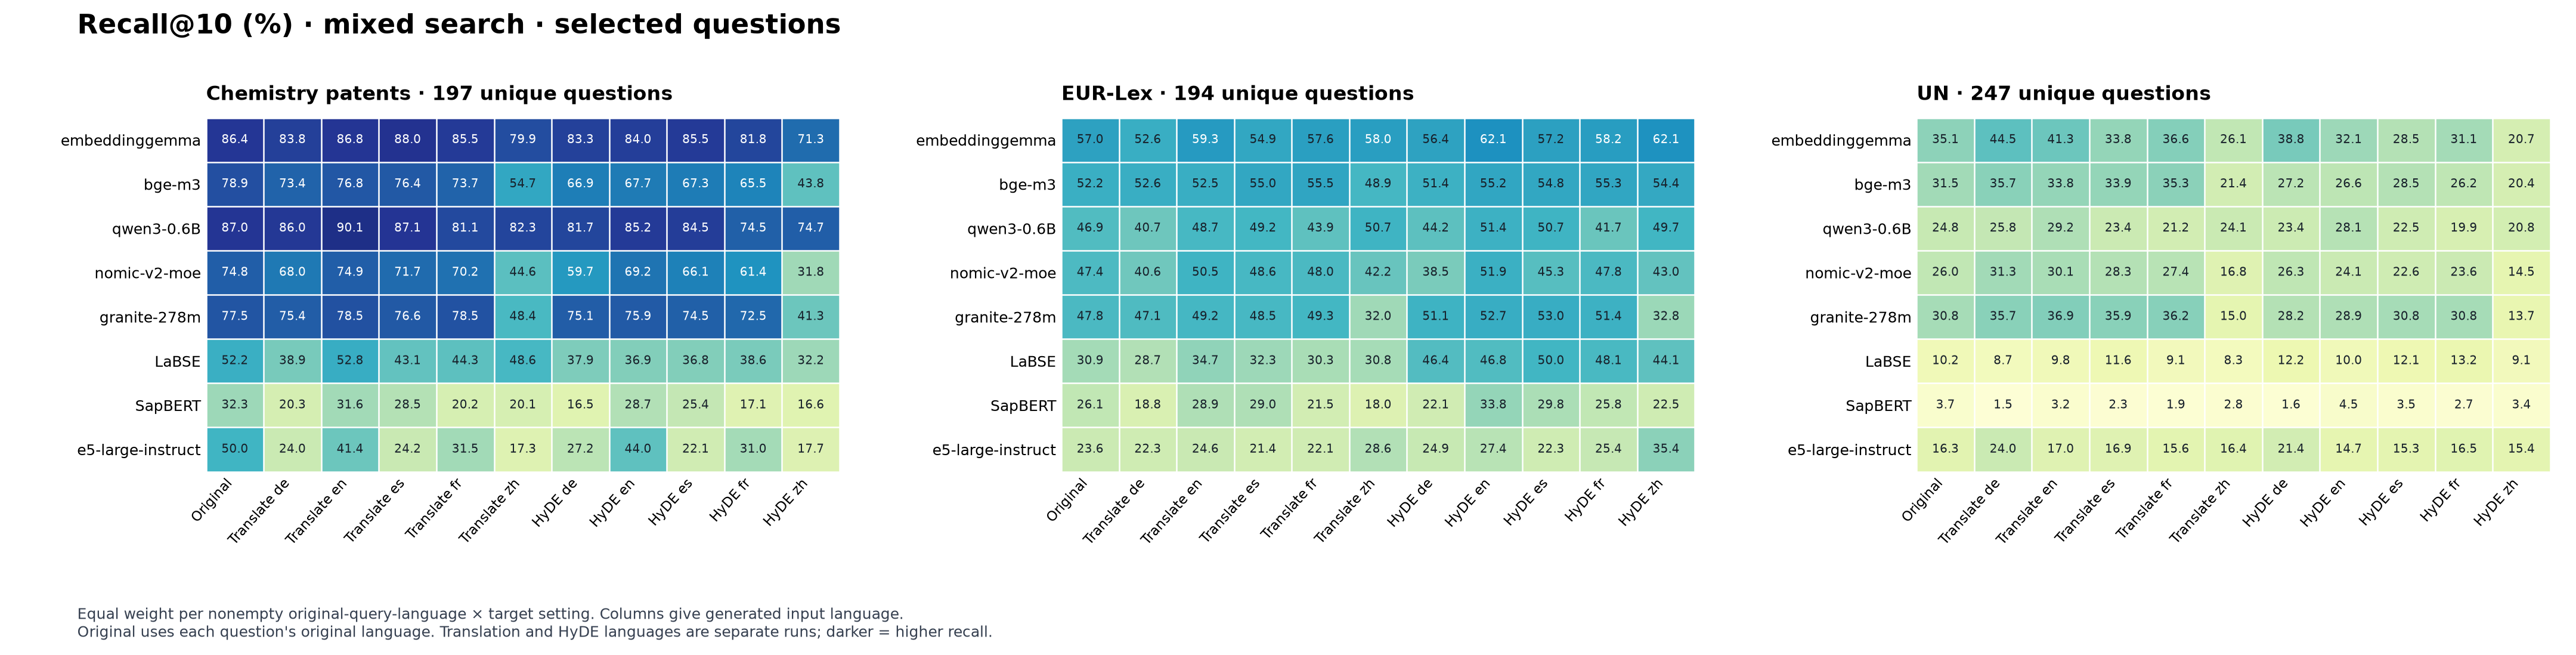 Recall@10 (%) · mixed search · selected questions
Chemistry patents · 197 unique questions
embeddinggemma 86.4 83.8 86.8 88.0 85.5 79.9 83.3 84.0 85.5 81.8 71.3
bge-m3 78.9 73.4 76.8 76.4 73.7 54.7 66.9 67.7 67.3 65.5 43.8
qwen3-0.6B 87.0 86.0 90.1 87.1 81.1 82.3 81.7 85.2 84.5 74.5 74.7
nomic-v2-moe 74.8 68.0 74.9 71.7 70.2 44.6 59.7 69.2 66.1 61.4 31.8
granite-278m 77.5 75.4 78.5 76.6 78.5 48.4 75.1 75.9 74.5 72.5 41.3
LaBSE 52.2 38.9 52.8 43.1 44.3 48.6 37.9 36.9 36.8 38.6 32.2
SapBERT 32.3 20.3 31.6 28.5 20.2 20.1 16.5 28.7 25.4 17.1 16.6
e5-large-instruct 50.0 24.0 41.4 24.2 31.5 17.3 27.2 44.0 22.1 31.0 17.7
Original Translate de Translate en Translate es Translate fr Translate zh HyDE de HyDE en HyDE es HyDE fr HyDE zh
EUR-Lex · 194 unique questions
embeddinggemma 57.0 52.6 59.3 54.9 57.6 58.0 56.4 62.1 57.2 58.2 62.1
bge-m3 52.2 52.6 52.5 55.0 55.5 48.9 51.4 55.2 54.8 55.3 54.4
qwen3-0.6B 46.9 40.7 48.7 49.2 43.9 50.7 44.2 51.4 50.7 41.7 49.7
nomic-v2-moe 47.4 40.6 50.5 48.6 48.0 42.2 38.5 51.9 45.3 47.8 43.0
granite-278m 47.8 47.1 49.2 48.5 49.3 32.0 51.1 52.7 53.0 51.4 32.8
LaBSE 30.9 28.7 34.7 32.3 30.3 30.8 46.4 46.8 50.0 48.1 44.1
SapBERT 26.1 18.8 28.9 29.0 21.5 18.0 22.1 33.8 29.8 25.8 22.5
e5-large-instruct 23.6 22.3 24.6 21.4 22.1 28.6 24.9 27.4 22.3 25.4 35.4
Original Translate de Translate en Translate es Translate fr Translate zh HyDE de HyDE en HyDE es HyDE fr HyDE zh
UN · 247 unique questions
embeddinggemma 35.1 44.5 41.3 33.8 36.6 26.1 38.8 32.1 28.5 31.1 20.7
bge-m3 31.5 35.7 33.8 33.9 35.3 21.4 27.2 26.6 28.5 26.2 20.4
qwen3-0.6B 24.8 25.8 29.2 23.4 21.2 24.1 23.4 28.1 22.5 19.9 20.8
nomic-v2-moe 26.0 31.3 30.1 28.3 27.4 16.8 26.3 24.1 22.6 23.6 14.5
granite-278m 30.8 35.7 36.9 35.9 36.2 15.0 28.2 28.9 30.8 30.8 13.7
LaBSE 10.2 8.7 9.8 11.6 9.1 8.3 12.2 10.0 12.1 13.2 9.1
SapBERT 3.7 1.5 3.2 2.3 1.9 2.8 1.6 4.5 3.5 2.7 3.4
e5-large-instruct 16.3 24.0 17.0 16.9 15.6 16.4 21.4 14.7 15.3 16.5 15.4
Original Translate de Translate en Translate es Translate fr Translate zh HyDE de HyDE en HyDE es HyDE fr HyDE zh
Equal weight per nonempty original-query-language × target setting. Columns give generated input language.
Original uses each question's original language. Translation and HyDE languages are separate runs; darker = higher recall.